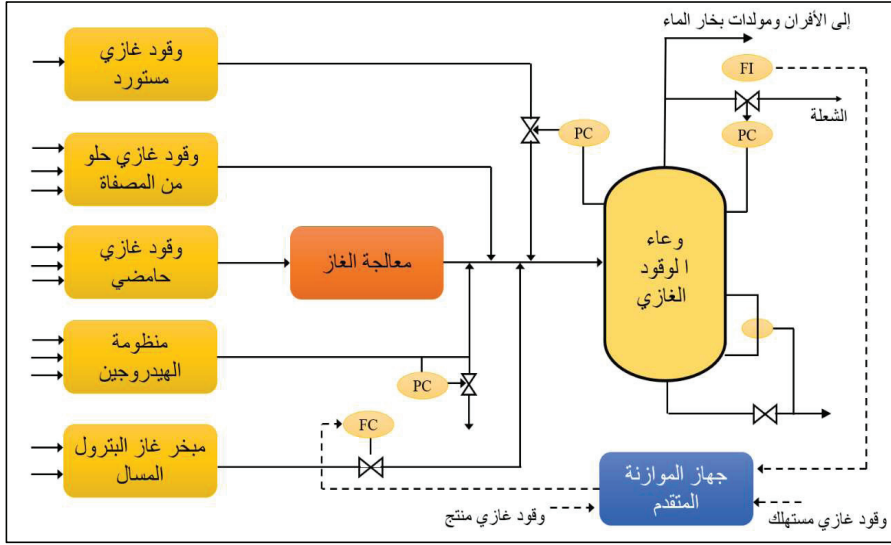 إلى الأفران ومولدات بخار الماء
وقود غازي
مستورد
FI
الشعلة
PC
PC
وقود غازي حلو
من المصفاة
وقود غازي
حامضي
معالجة الغاز
وعاء
الوقود
الغازي
منظومة
الهيدروجين
PC
FC
مبخر غاز البترول
المسال
جهاز الموازنة
المتقدم
وقود غازي منتج
وقود غازي مستهلك